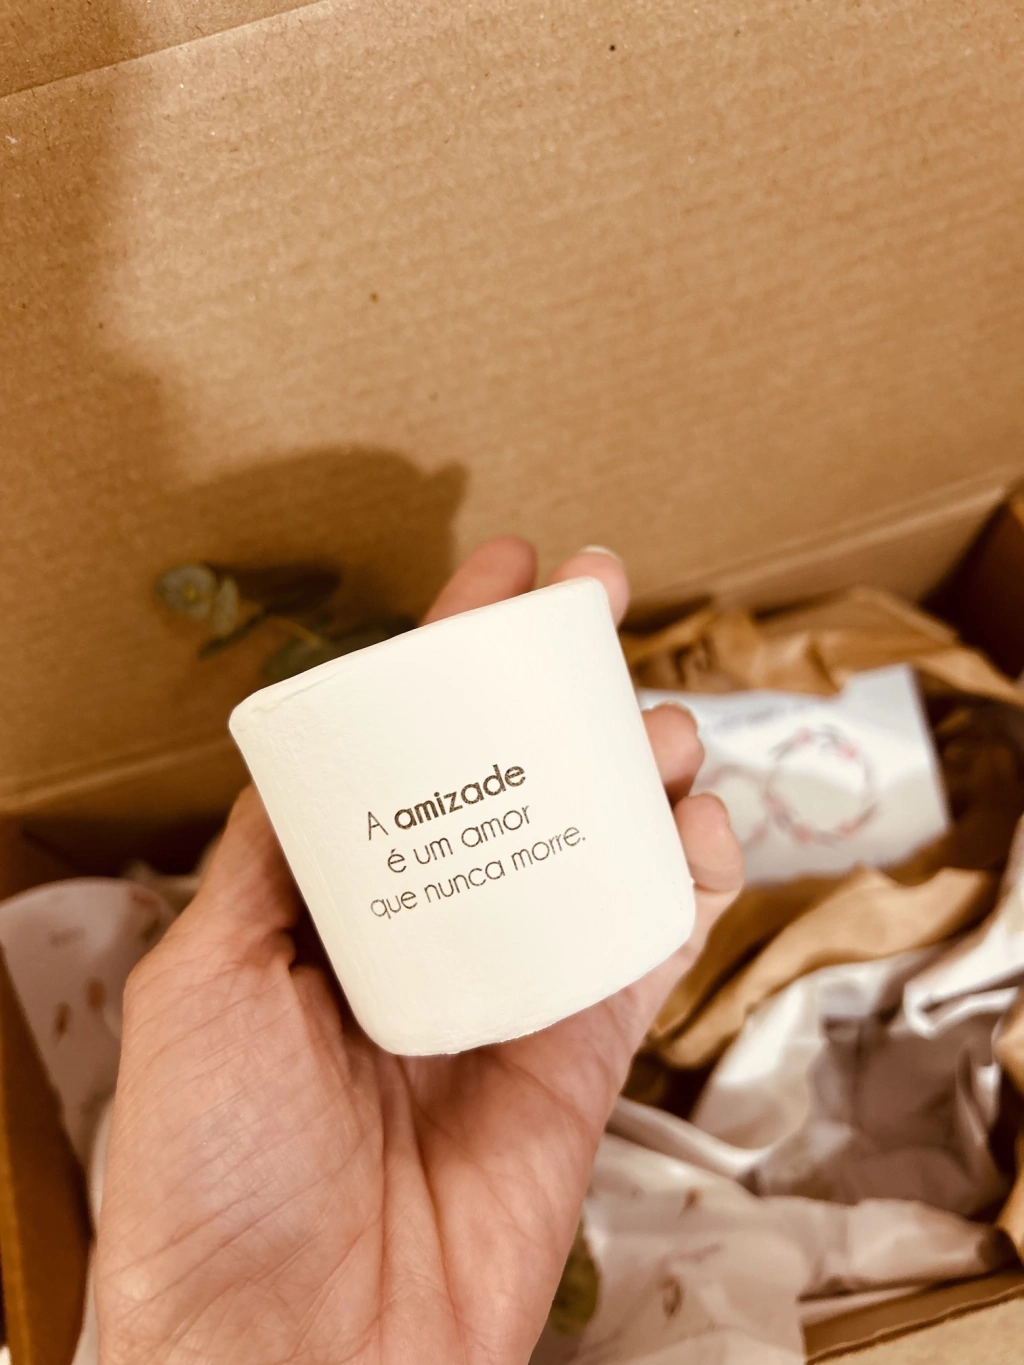 A amizade
é um amor
que nunca morre.